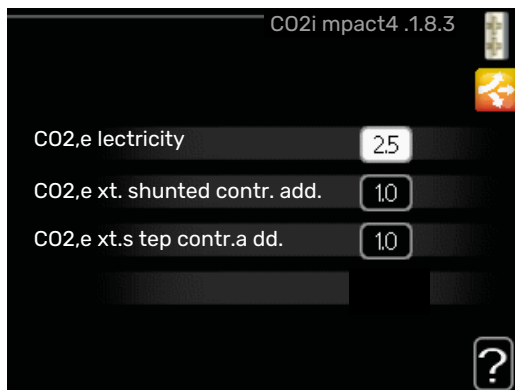 CO2i mpact4 .1.8.3
CO2,e lectricity 2.5
CO2,e xt. shunted contr. add. 1.0
CO2,e xt.s tep contr.a dd. 1.0
?